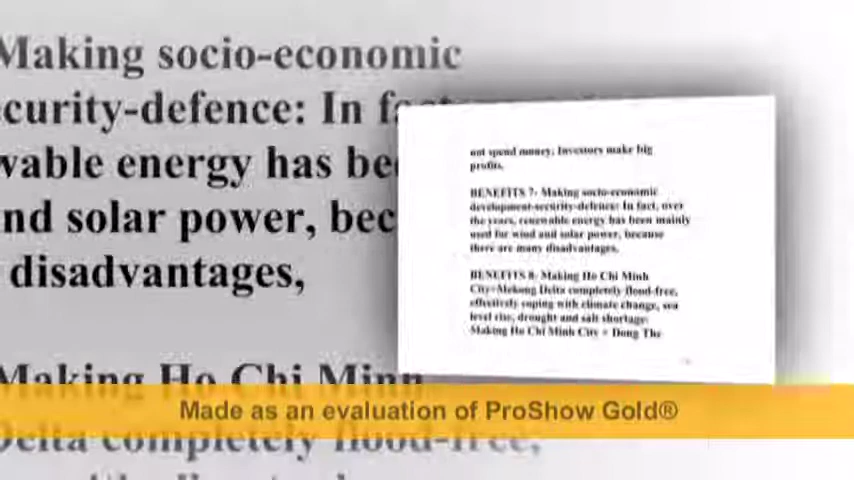 Making socio-economic
curity-defence: In fact,
wable energy has be
nd solar power, bec
disadvantages,
Making Ho Chi Minh
Delta completely flood-free,
not spend money. Investors make big
profits.
BENEFITS 7- Making socio-economic
development-security-defence: In fact, over
the years, renewable energy has been mainly
used for wind and solar power, because
there are many disadvantages,
BENEFITS 8- Making Ho Chi Minh
City+Mekong Delta completely flood-free,
effectively coping with climate change, sea
level rise, drought and salt shortage:
Making Ho Chi Minh City + Dong Tha
Made as an evaluation of ProShow Gold®